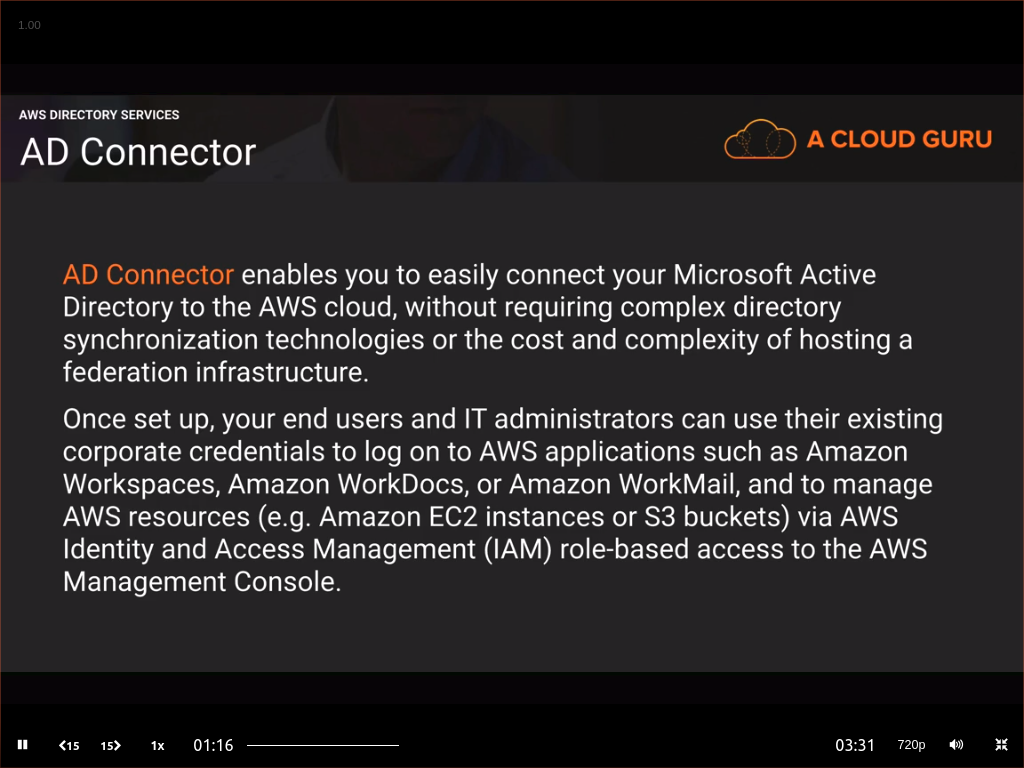 1.00
AWS DIRECTORY SERVICES
AD Connector
A CLOUD GURU
AD Connector enables you to easily connect your Microsoft Active
Directory to the AWS cloud, without requiring complex directory
synchronization technologies or the cost and complexity of hosting a
federation infrastructure.
Once set up, your end users and IT administrators can use their existing
corporate credentials to log on to AWS applications such as Amazon
Workspaces, Amazon WorkDocs, or Amazon WorkMail, and to manage
AWS resources (e.g. Amazon EC2 instances or S3 buckets) via AWS
Identity and Access Management (IAM) role-based access to the AWS
Management Console.
15 15 1x 01:16 03:31 720p